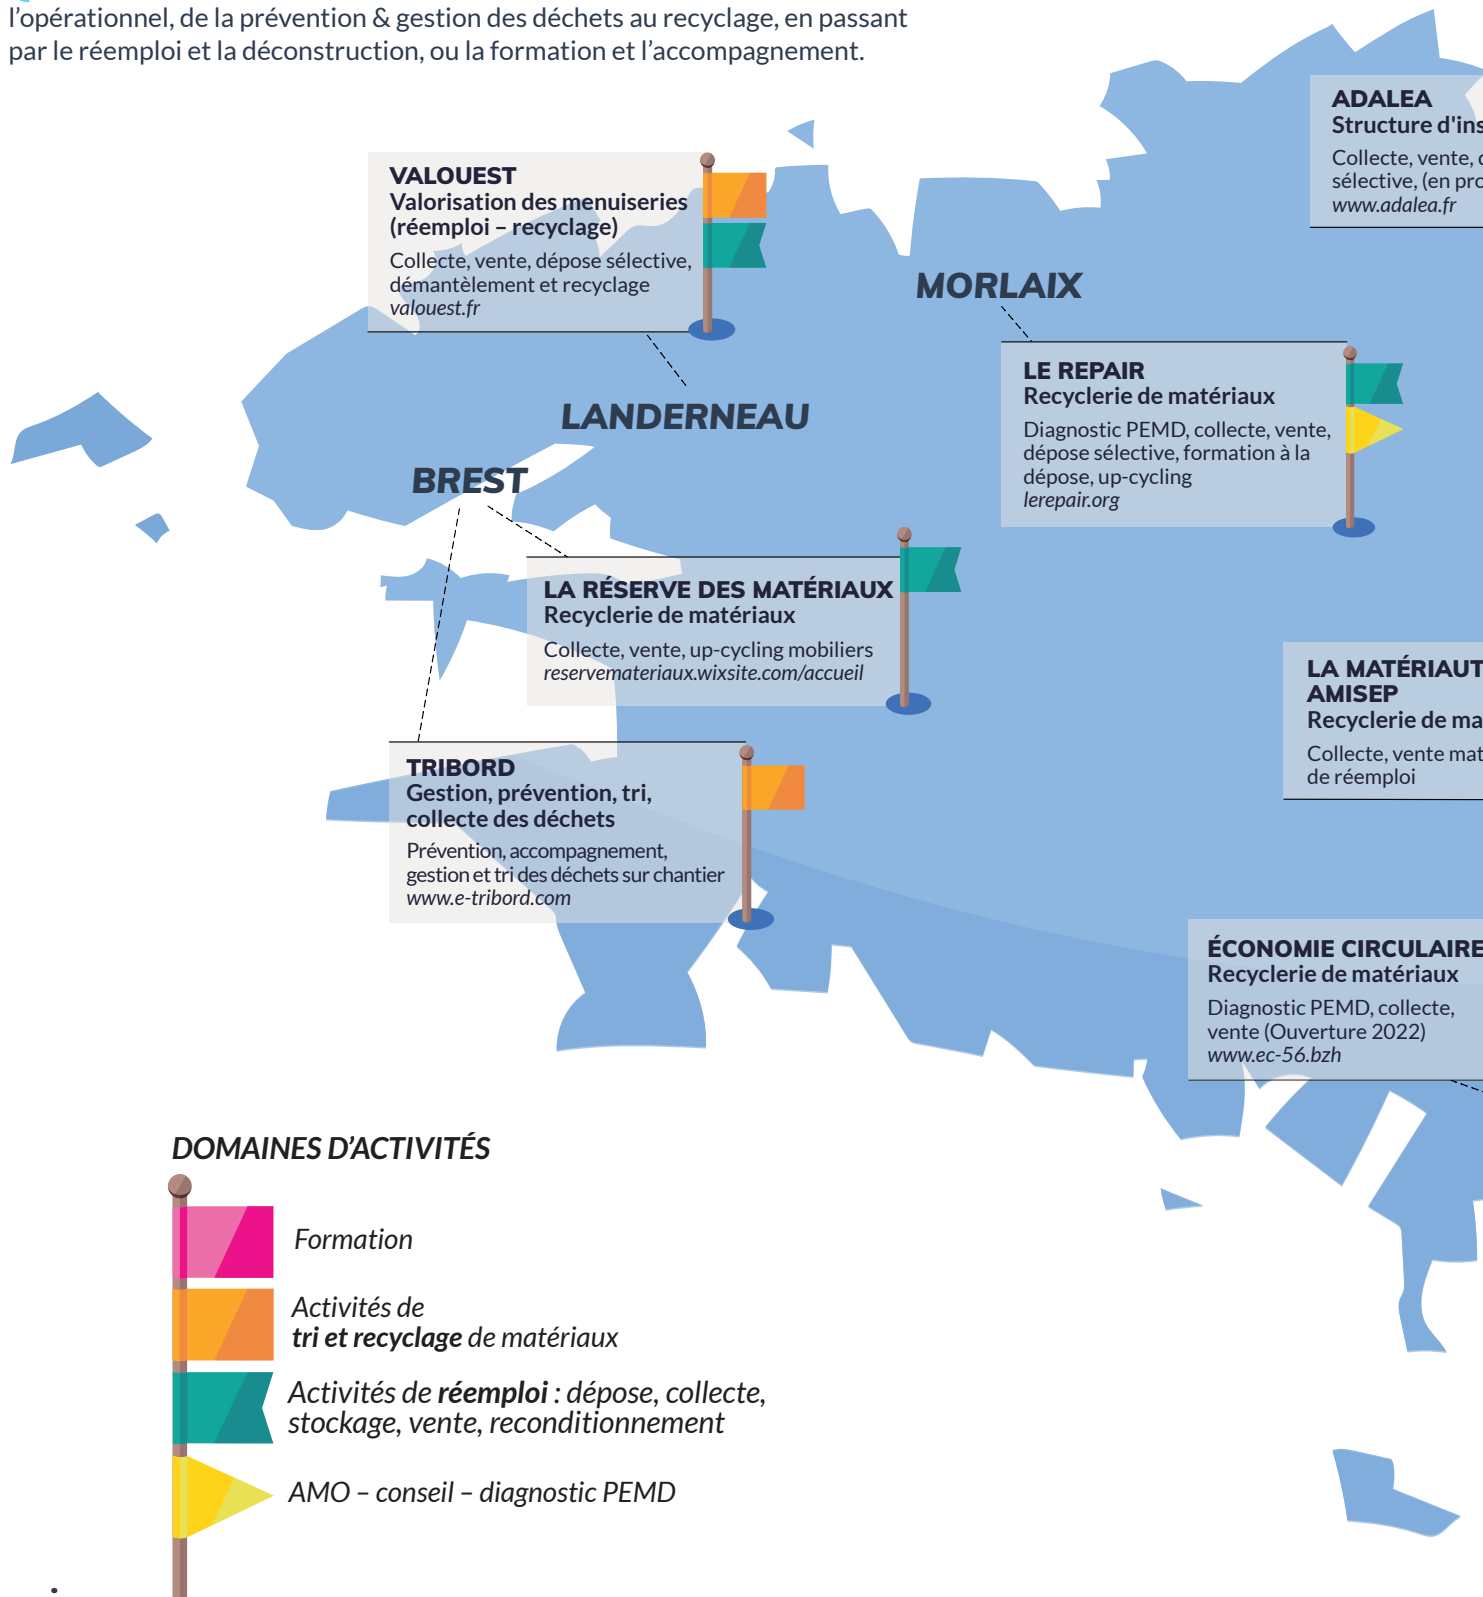 l’opérationnel, de la prévention & gestion des déchets au recyclage, en passant
par le réemploi et la déconstruction, ou la formation et l’accompagnement.
ADALEA
Structure d'ins
Collecte, vente, d
sélective, (en pro
www.adalea.fr
VALOUEST
Valorisation des menuiseries
(réemploi – recyclage)
Collecte, vente, dépose sélective,
démantèlement et recyclage
valouest.fr
MORLAIX
LE REPAIR
Recyclerie de matériaux
Diagnostic PEMD, collecte, vente,
dépose sélective, formation à la
dépose, up-cycling
lerepair.org
LANDERNEAU
BREST
LA RÉSERVE DES MATÉRIAUX
Recyclerie de matériaux
Collecte, vente, up-cycling mobiliers
reservemateriaux.wixsite.com/accueil
LA MATÉRIAUT
AMISEP
Recyclerie de ma
Collecte, vente mat
de réemploi
TRIBORD
Gestion, prévention, tri,
collecte des déchets
Prévention, accompagnement,
gestion et tri des déchets sur chantier
www.e-tribord.com
ÉCONOMIE CIRCULAIRE
Recyclerie de matériaux
Diagnostic PEMD, collecte,
vente (Ouverture 2022)
www.ec-56.bzh
DOMAINES D’ACTIVITÉS
Formation
Activités de
tri et recyclage de matériaux
Activités de réemploi : dépose, collecte,
stockage, vente, reconditionnement
AMO – conseil – diagnostic PEMD